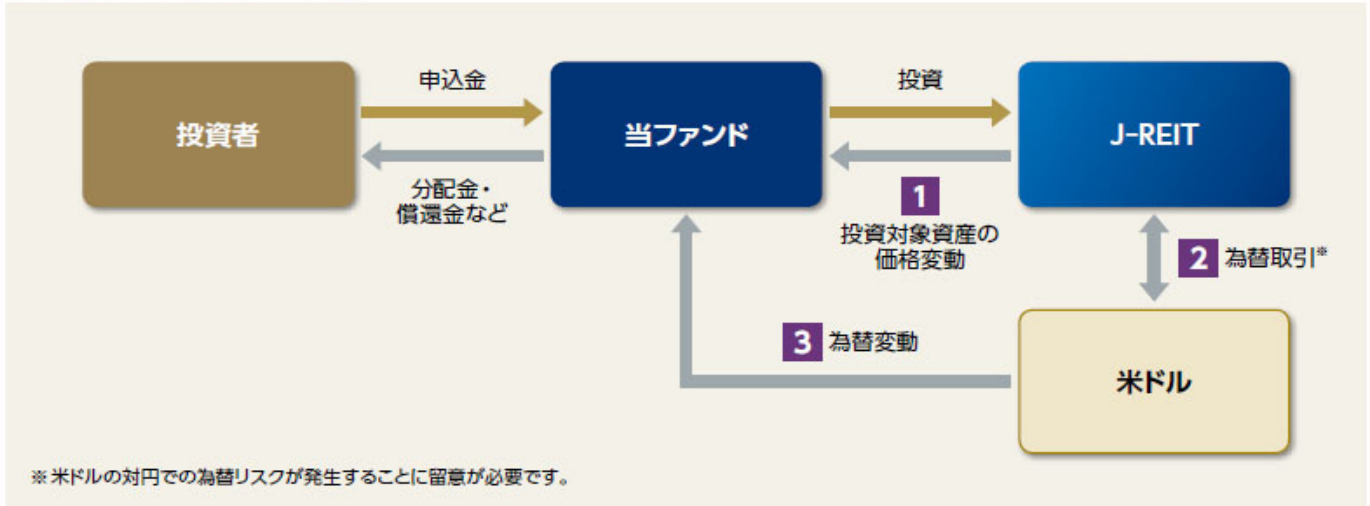 申込金
投資
投資者
当ファンド
J-REIT
分配金・
償還金など
1
投資対象資産の
価格変動
2 為替取引※
3 為替変動
米ドル
※米ドルの対円での為替リスクが発生することに留意が必要です。